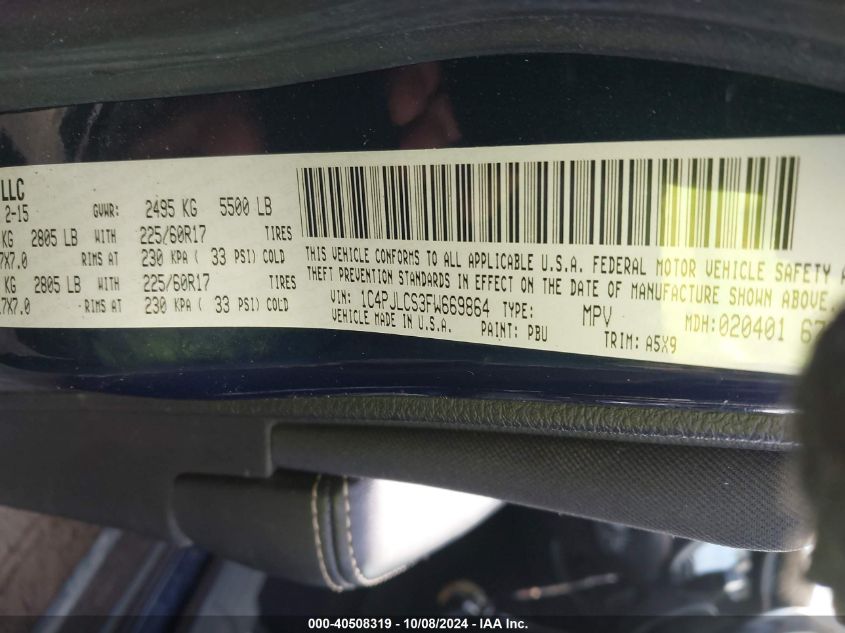 LLC
2-15 GVWR: 2495 KG 5500 LB
KG 2805 LB WITH 225/60R17 TIRES
7X7.0 RIMS AT 230 KPA ( 33 PSI) COLD
KG 2805 LB WITH 225/60R17 TIRES
17X7.0 RIMS AT 230 KPA ( 33 PSI) COLD
THIS VEHICLE CONFORMS TO ALL APPLICABLE U.S.A. FEDERAL MOTOR VEHICLE SAFETY
THEFT PREVENTION STANDARDS IN EFFECT ON THE DATE OF MANUFACTURE SHOWN ABOVE.
VIN: 1C4PJLCS3FW669864 TYPE: MPV MDH:020401 67
VEHICLE MADE IN U.S.A. PAINT: PBU TRIM: A5X9
000-40508319 - 10/08/2024 - IAA Inc.